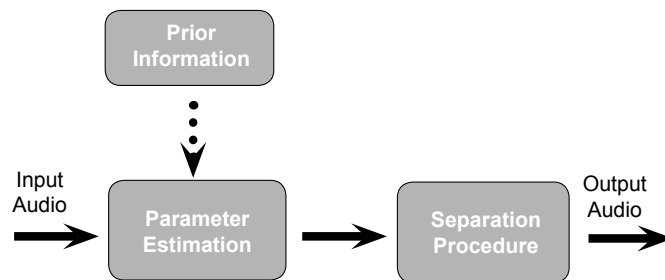 Prior
Information
Input
Audio
Parameter
Estimation
Separation
Procedure
Output
Audio